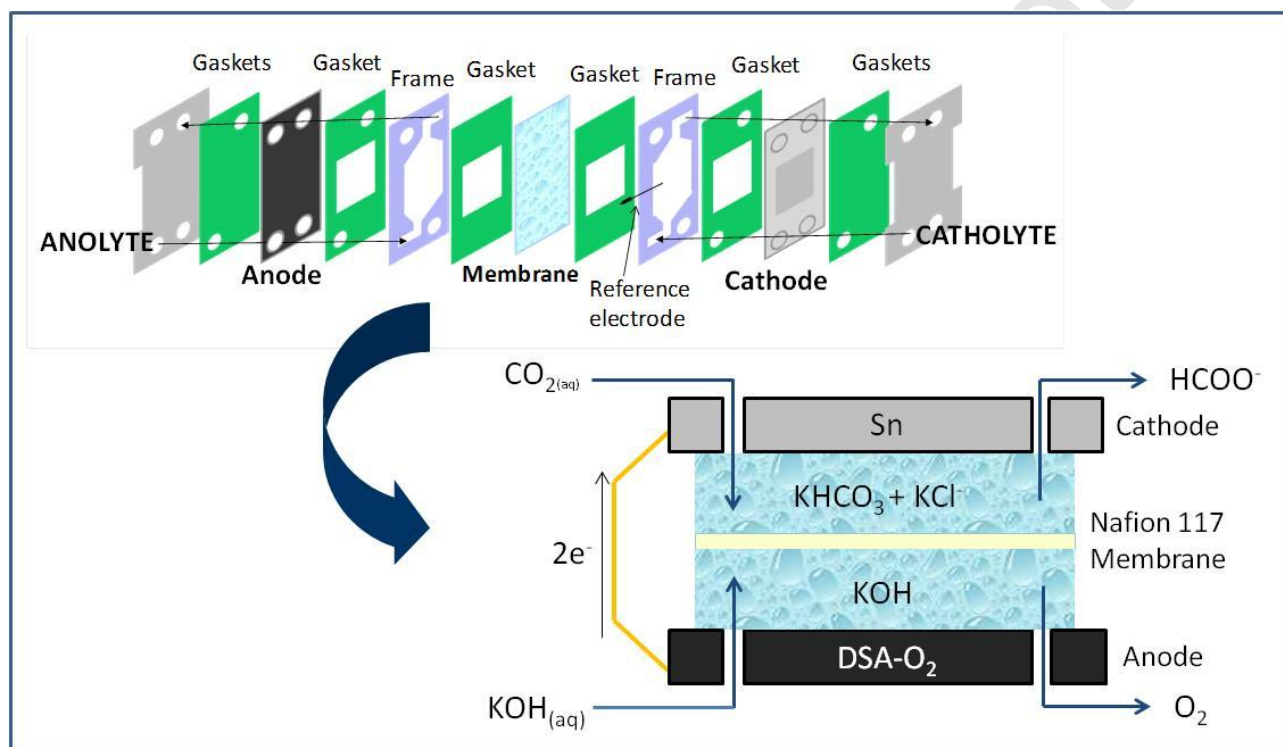 Gaskets Gasket Frame Gasket Gasket Frame Gasket Gaskets
ANOLYTE
CATHOLYTE
Anode
Membrane
Cathode
Reference
electrode
CO₂(aq)
HCOO⁻
Sn
Cathode
KHCO₃ + KCl⁻
Nafion 117
Membrane
2e⁻
KOH
DSA-O₂
Anode
KOH(aq)
O₂